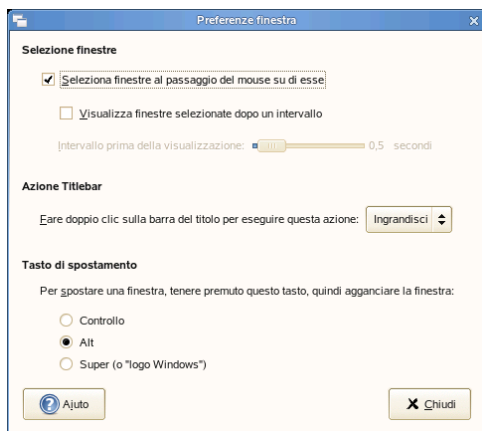 Preferenze finestra
Selezione finestre
Seleziona finestre al passaggio del mouse su di esse
Visualizza finestre selezionate dopo un intervallo
Intervallo prima della visualizzazione: 0,5 secondi
Azione Titlebar
Fare doppio clic sulla barra del titolo per eseguire questa azione: Ingrandisci
Tasto di spostamento
Per spostare una finestra, tenere premuto questo tasto, quindi agganciare la finestra:
Controllo
Alt
Super (o "logo Windows")
Aiuto Chiudi